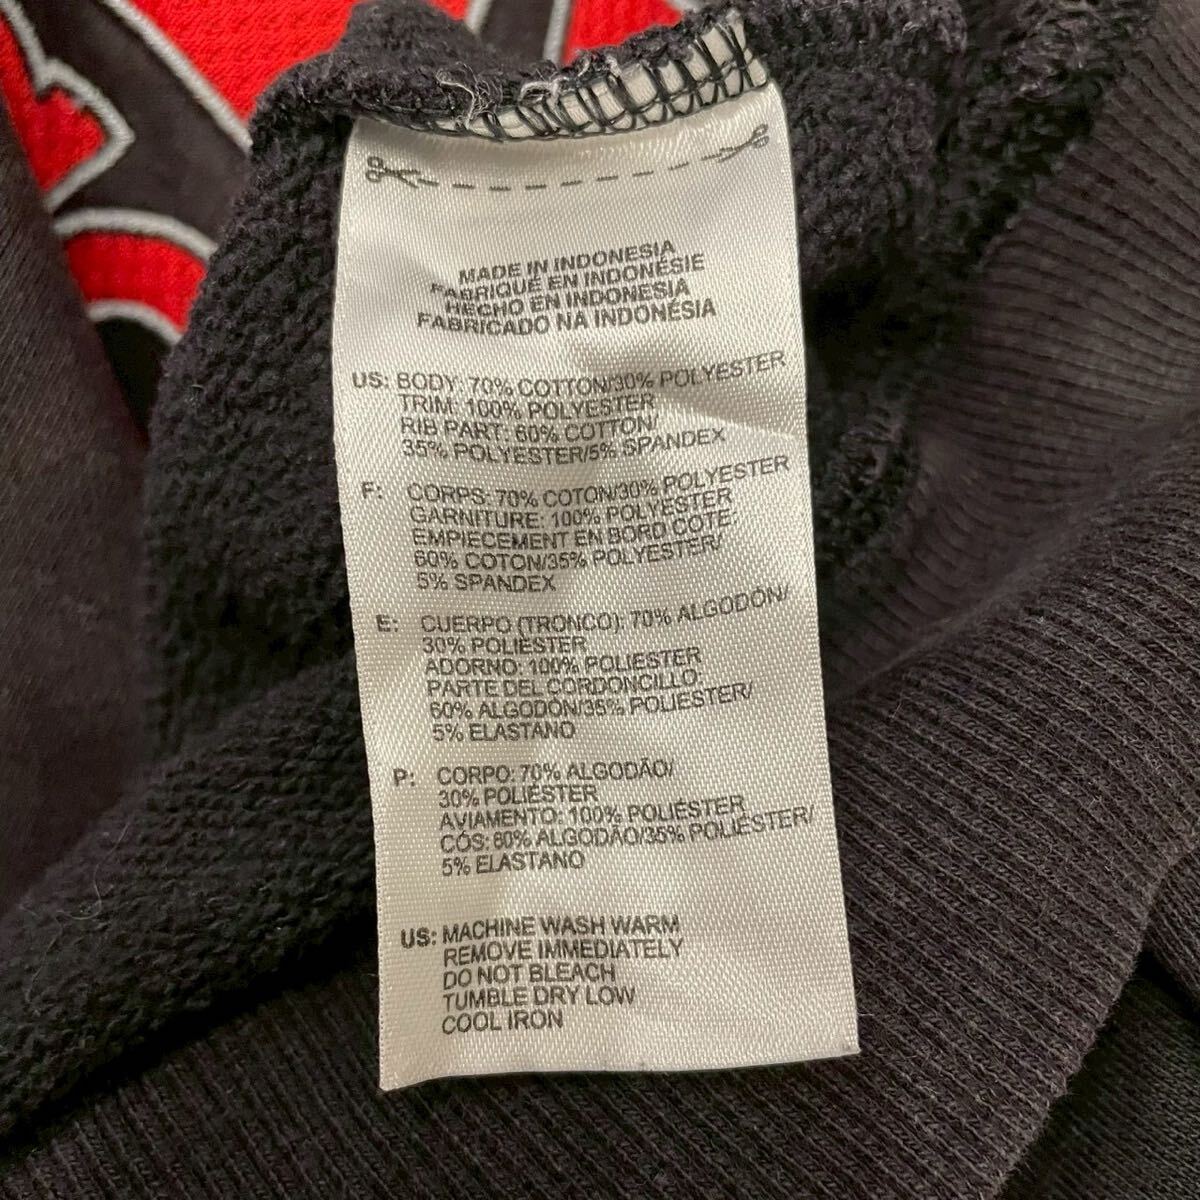 MADE IN INDONESIA
FABRIQUÉ EN INDONÉSIE
HECHO EN INDONESIA
FABRICADO NA INDONÉSIA
US: BODY: 70% COTTON/30% POLYESTER
TRIM: 100% POLYESTER
RIB PART: 60% COTTON/
35% POLYESTER/5% SPANDEX
F: CORPS: 70% COTON/30% POLYESTER
GARNITURE: 100% POLYESTER
EMPIECEMENT EN BORD COTE:
60% COTON/35% POLYESTER/
5% SPANDEX
E: CUERPO (TRONCO): 70% ALGODÓN/
30% POLIÉSTER
ADORNO: 100% POLIÉSTER
PARTE DEL CORDONCILLO:
60% ALGODÓN/35% POLIÉSTER/
5% ELASTANO
P: CORPO: 70% ALGODÃO/
30% POLIÉSTER
AVIAMENTO: 100% POLIÉSTER
CÓS: 60% ALGODÃO/35% POLIÉSTER/
5% ELASTANO
US: MACHINE WASH WARM
REMOVE IMMEDIATELY
DO NOT BLEACH
TUMBLE DRY LOW
COOL IRON